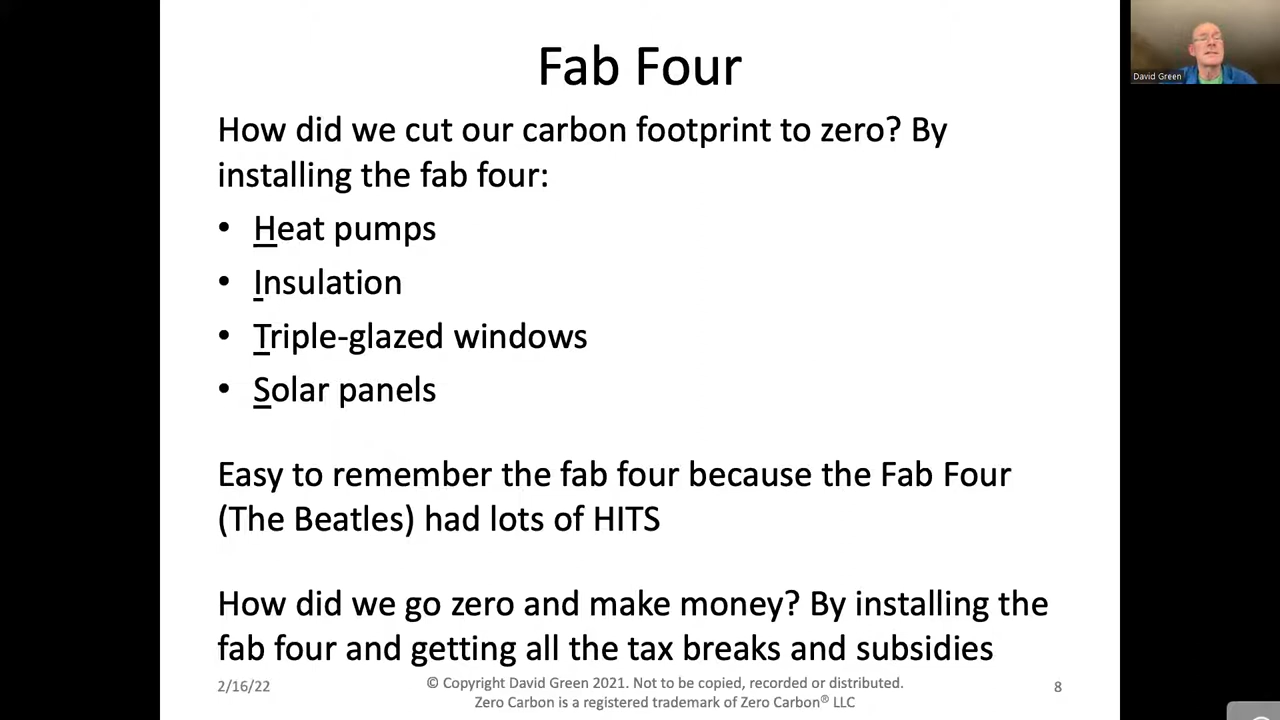 Fab Four
How did we cut our carbon footprint to zero? By
installing the fab four:
• Heat pumps
• Insulation
• Triple-glazed windows
• Solar panels
Easy to remember the fab four because the Fab Four
(The Beatles) had lots of HITS
How did we go zero and make money? By installing the
fab four and getting all the tax breaks and subsidies
2/16/22
© Copyright David Green 2021. Not to be copied, recorded or distributed.
Zero Carbon is a registered trademark of Zero Carbon® LLC
8
David Green